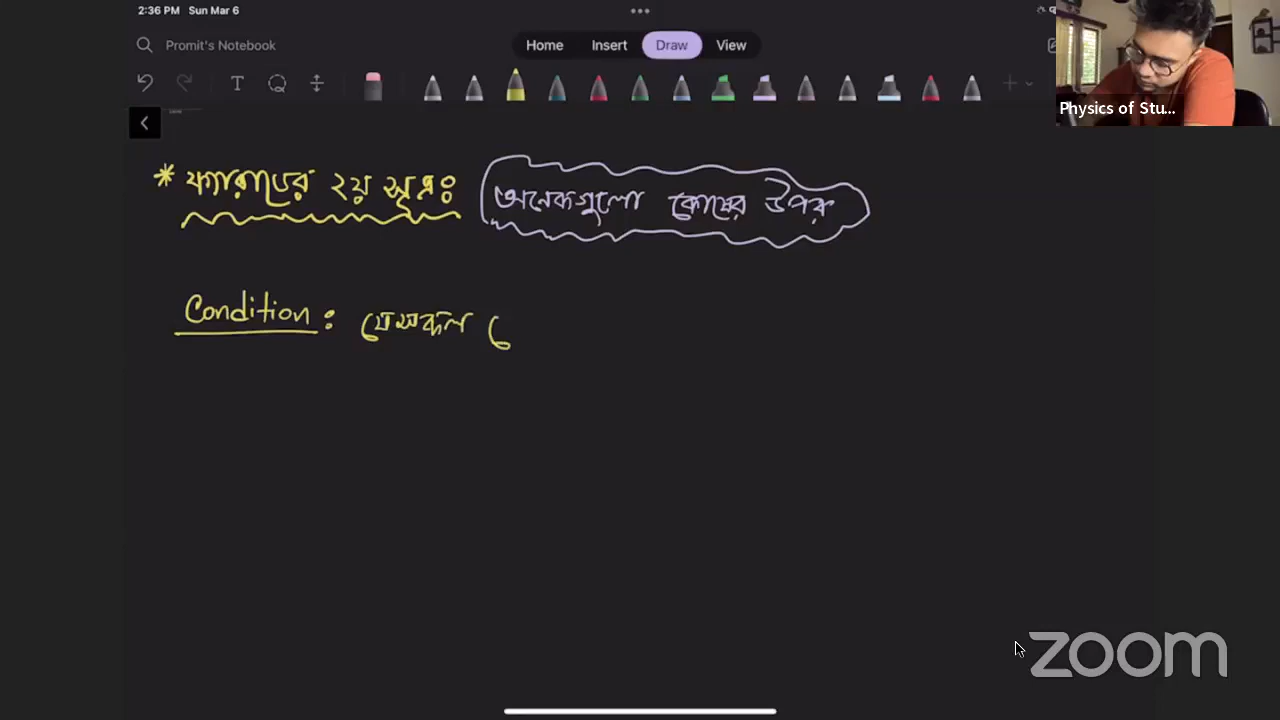 2:36 PM Sun Mar 6
Promit's Notebook
Home Insert Draw View
Physics of Stu...
* ফ্যারাডের ২য় সূত্রঃ অনেকগুলো কোষের উপর
Condition: যেসকল ে
zoom